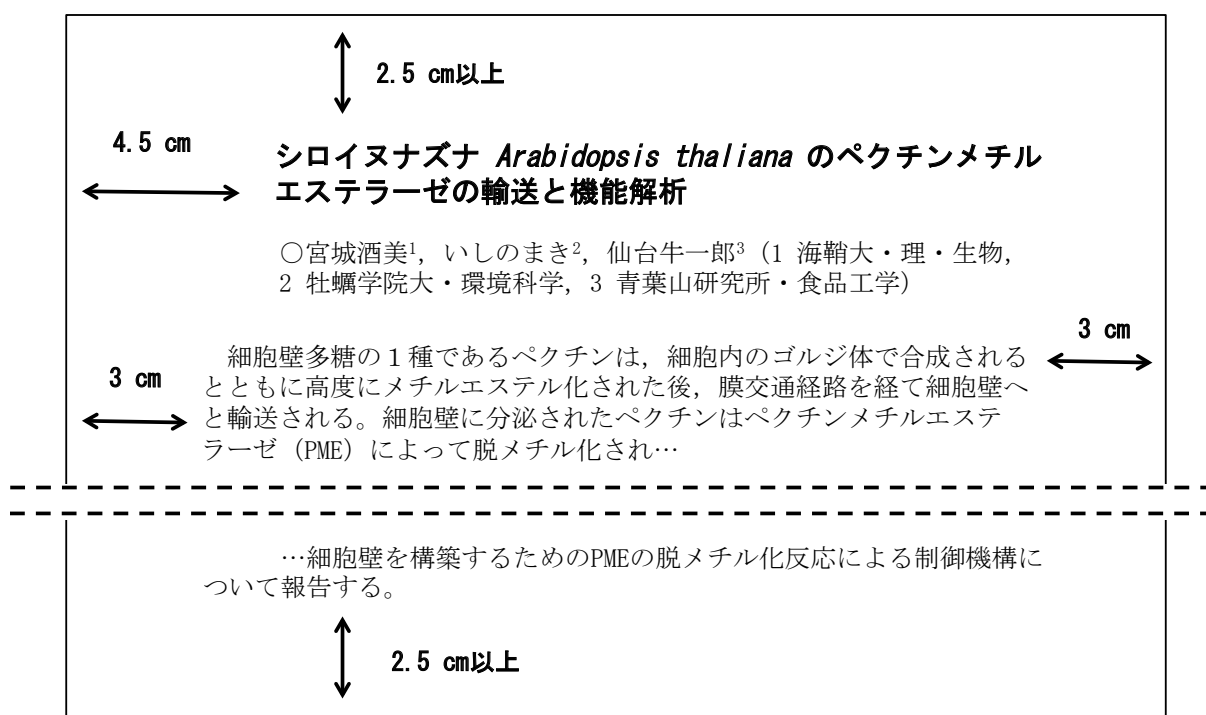 2.5 cm以上
4.5 cm
シロイヌナズナ Arabidopsis thaliana のペクチンメチル
エステラーゼの輸送と機能解析
○宮城酒美¹，いしのまき²，仙台牛一郎³（1 海鞘大・理・生物，
2 牡蠣学院大・環境科学，3 青葉山研究所・食品工学）
3 cm
細胞壁多糖の１種であるペクチンは，細胞内のゴルジ体で合成される
3 cm
とともに高度にメチルエステル化された後，膜交通経路を経て細胞壁へ
と輸送される。細胞壁に分泌されたペクチンはペクチンメチルエステ
ラーゼ（PME）によって脱メチル化され…
…細胞壁を構築するためのPMEの脱メチル化反応による制御機構に
ついて報告する。
2.5 cm以上